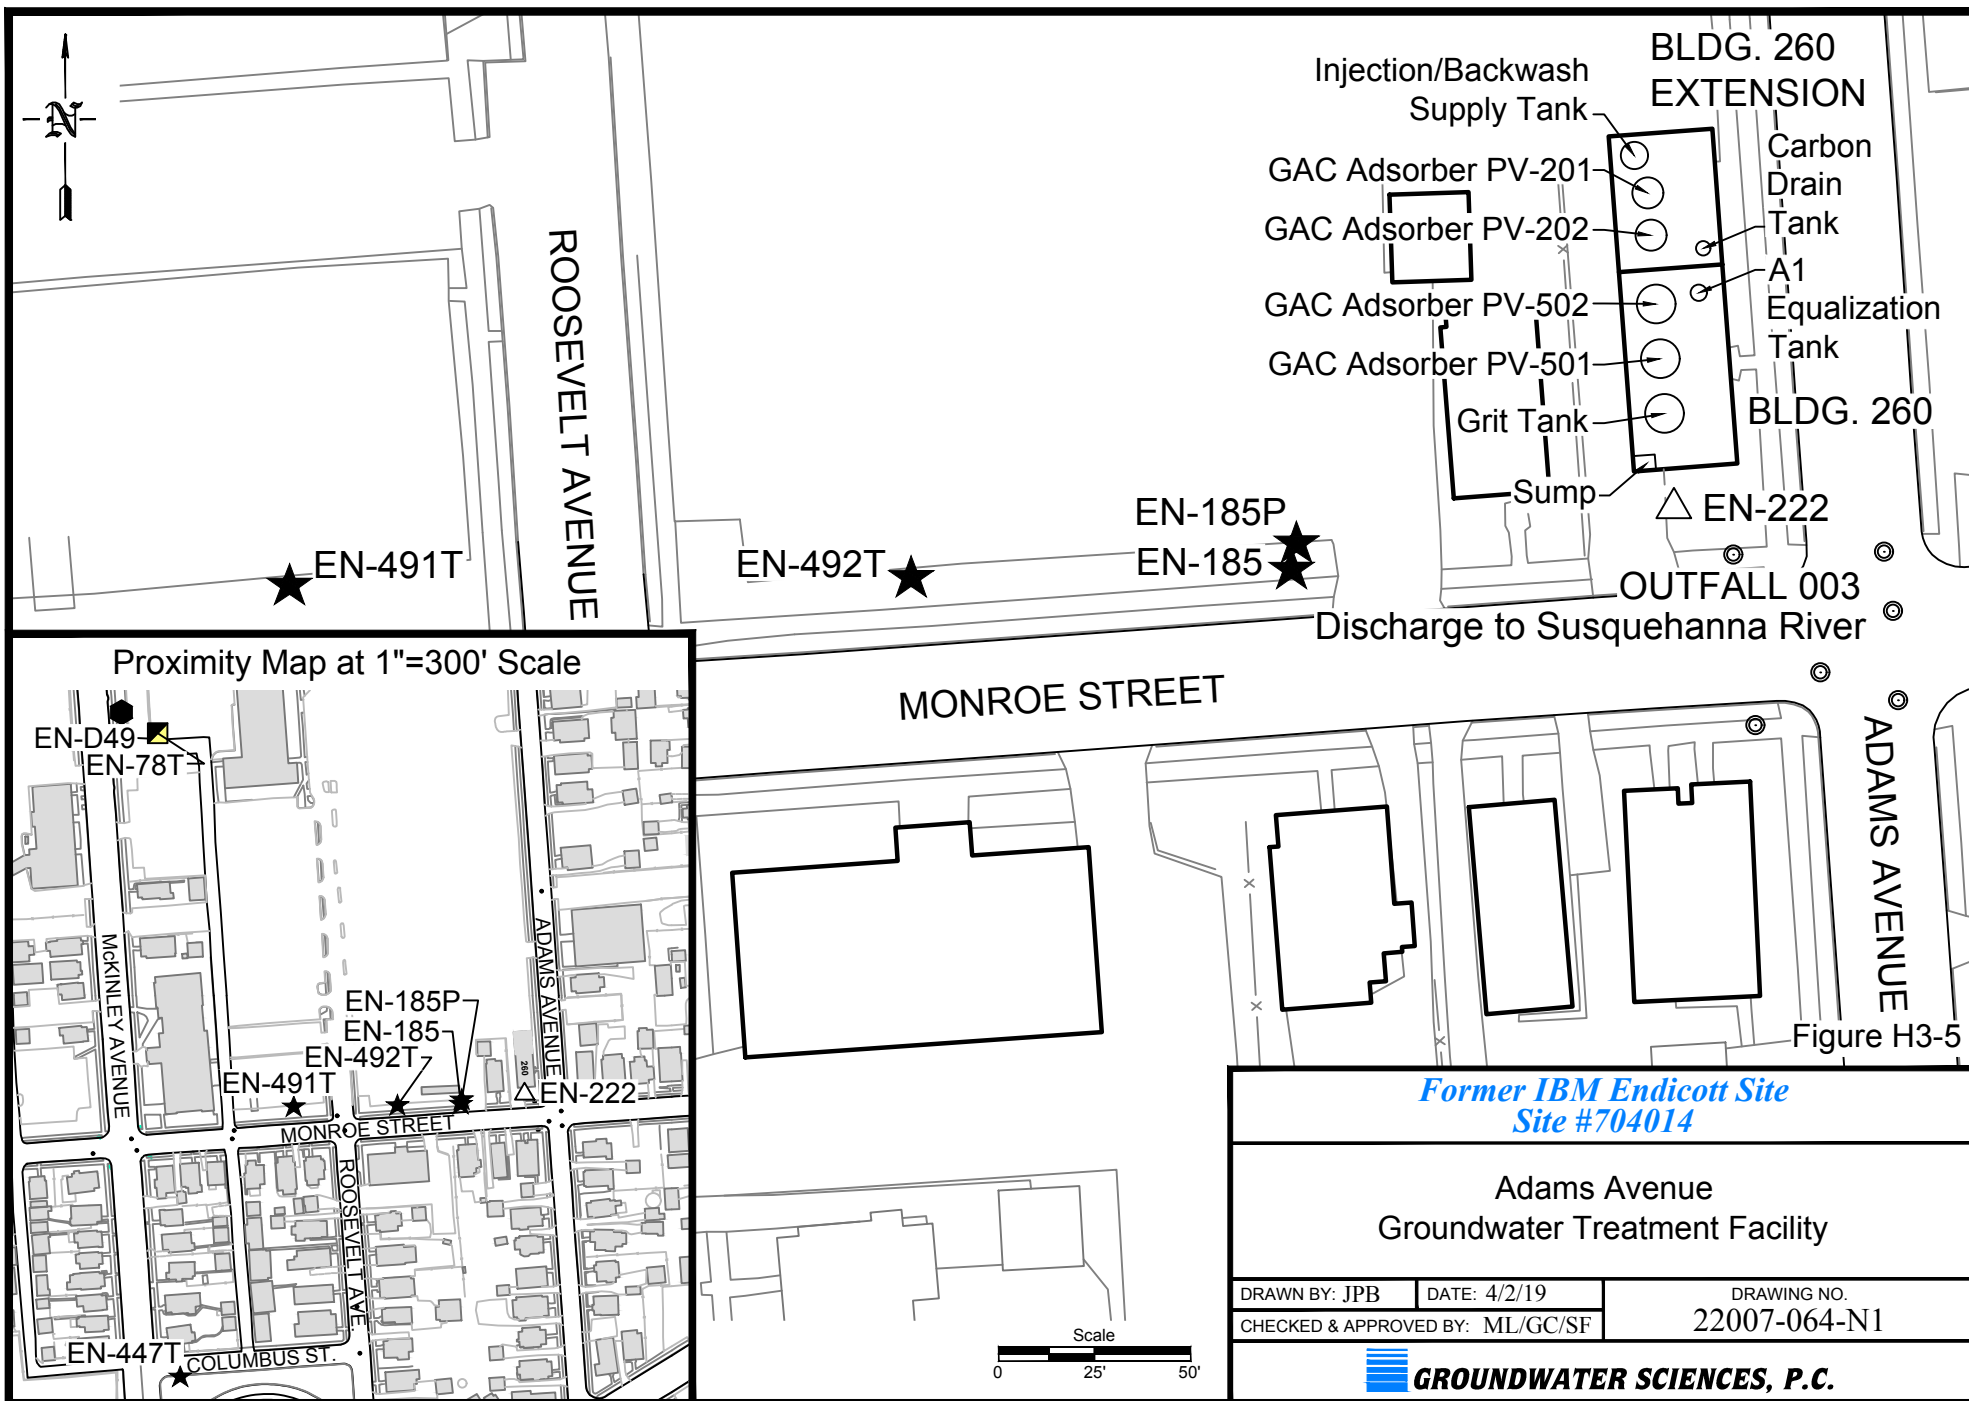 N
Injection/Backwash
Supply Tank
BLDG. 260
EXTENSION
GAC Adsorber PV-201
GAC Adsorber PV-202
Carbon
Drain
Tank
GAC Adsorber PV-502
GAC Adsorber PV-501
A1
Equalization
Tank
Grit Tank
BLDG. 260
Sump
EN-222
ROOSEVELT AVENUE
EN-491T
EN-492T
EN-185P
EN-185
OUTFALL 003
Discharge to Susquehanna River
MONROE STREET
ADAMS AVENUE
Proximity Map at 1"=300' Scale
EN-D49
EN-78T
McKINLEY AVENUE
ADAMS AVENUE
EN-185P
EN-185
EN-492T
EN-491T
260
EN-222
MONROE STREET
ROOSEVELT AVE.
EN-447T
COLUMBUS ST.
Scale
0 25' 50'
Figure H3-5
Former IBM Endicott Site
Site #704014
Adams Avenue
Groundwater Treatment Facility
DRAWN BY: JPB
DATE: 4/2/19
DRAWING NO.
22007-064-N1
CHECKED & APPROVED BY: ML/GC/SF
GROUNDWATER SCIENCES, P.C.